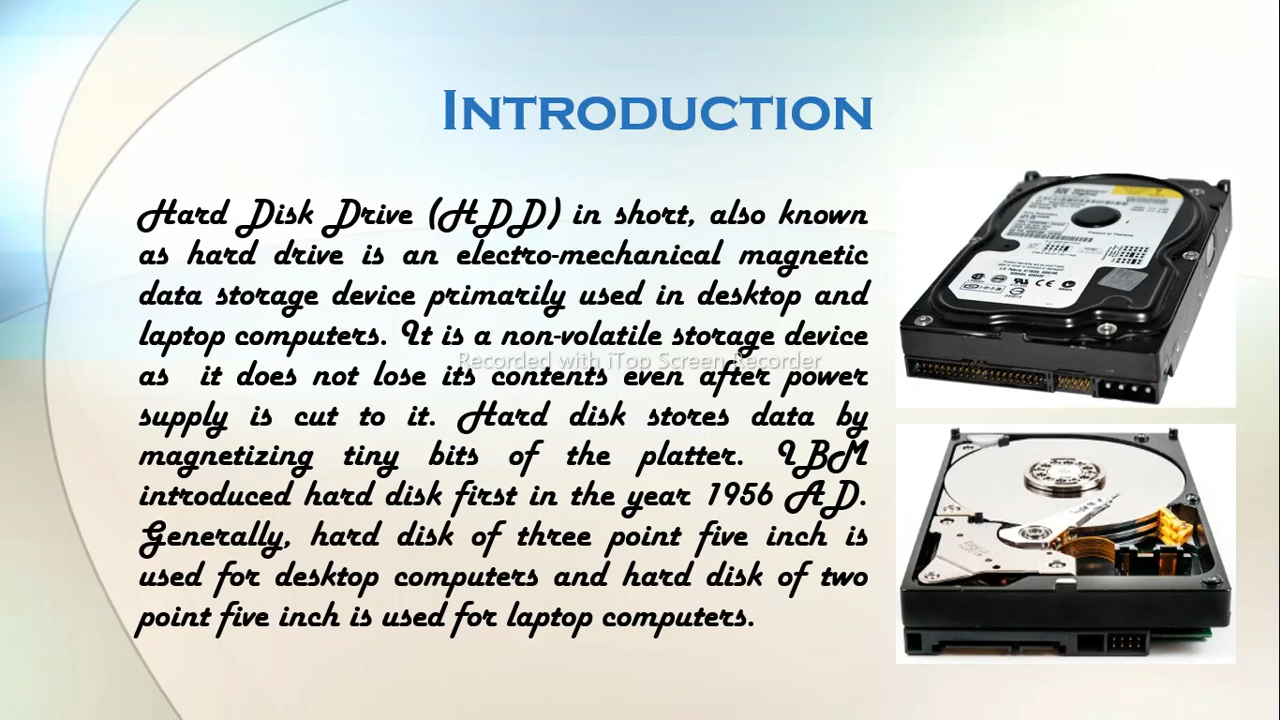 Introduction
Hard Disk Drive (HDD) in short, also known
as hard drive is an electro-mechanical magnetic
data storage device primarily used in desktop and
laptop computers. It is a non-volatile storage device
Recorded with iTop Screen Recorder
as it does not lose its contents even after power
supply is cut to it. Hard disk stores data by
magnetizing tiny bits of the platter. IBM
introduced hard disk first in the year 1956 AD.
Generally, hard disk of three point five inch is
used for desktop computers and hard disk of two
point five inch is used for laptop computers.